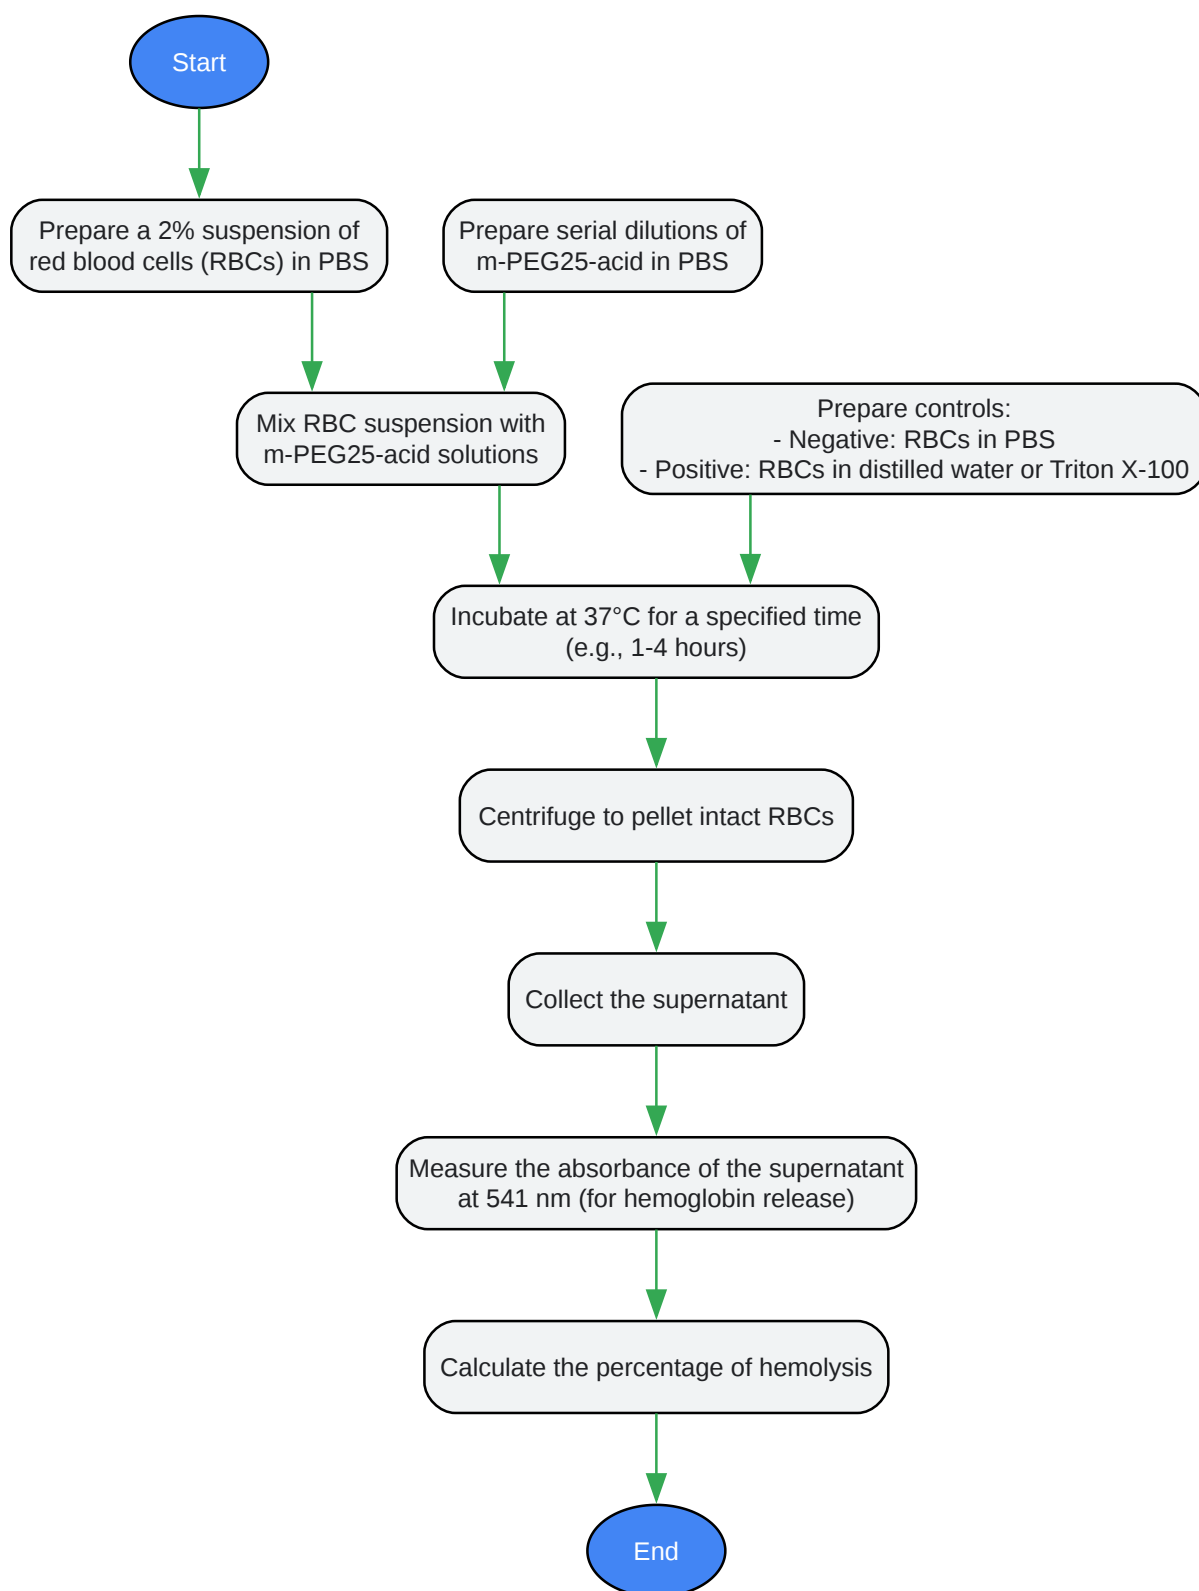 Start
Prepare a 2% suspension of
red blood cells (RBCs) in PBS
Prepare serial dilutions of
m-PEG25-acid in PBS
Mix RBC suspension with
m-PEG25-acid solutions
Prepare controls:
- Negative: RBCs in PBS
- Positive: RBCs in distilled water or Triton X-100
Incubate at 37°C for a specified time
(e.g., 1-4 hours)
Centrifuge to pellet intact RBCs
Collect the supernatant
Measure the absorbance of the supernatant
at 541 nm (for hemoglobin release)
Calculate the percentage of hemolysis
End